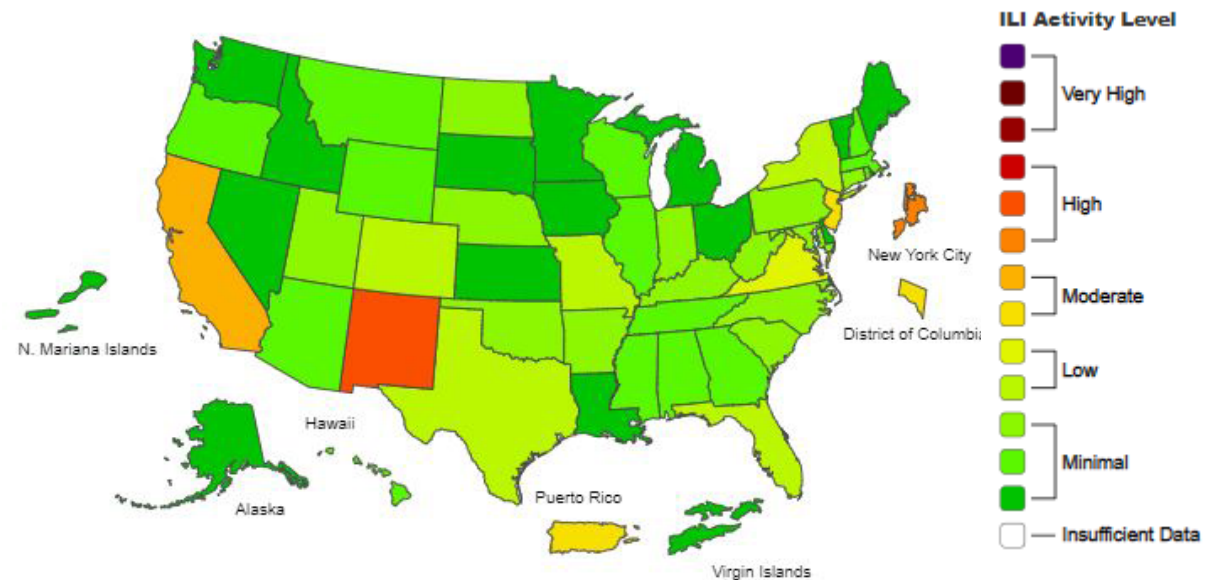 ILI Activity Level
Very High
High
Moderate
Low
Minimal
Insufficient Data
New York City
District of Columbi
N. Mariana Islands
Hawaii
Alaska
Puerto Rico
Virgin Islands